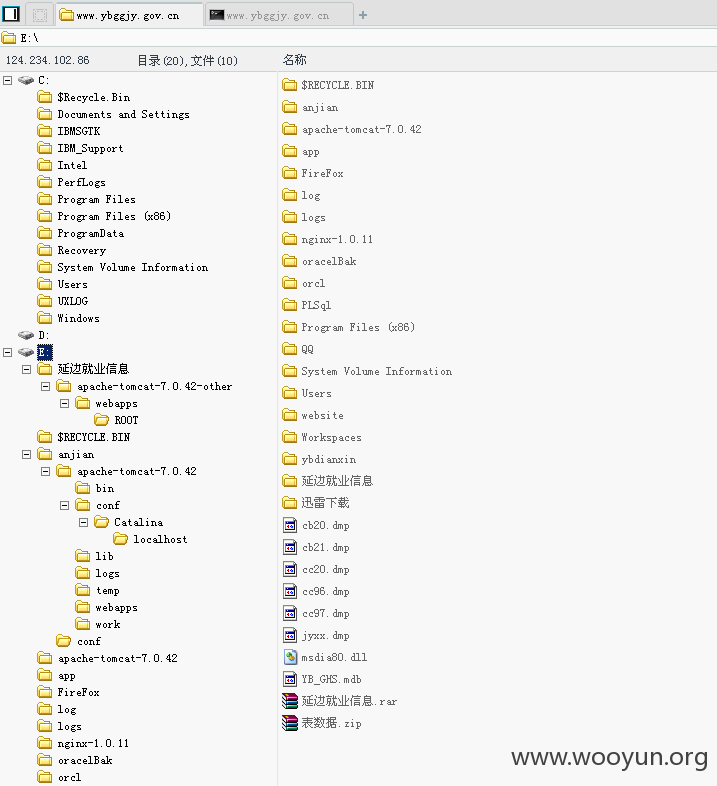 www.ybggjy.gov.cn
www.ybggjy.gov.cn
E:\
124.234.102.86 目录(20),文件(10) 名称
C:
$Recycle.Bin
Documents and Settings
IBMSGTK
IBM_Support
Intel
PerfLogs
Program Files
Program Files (x86)
ProgramData
Recovery
System Volume Information
Users
UXLOG
Windows
D:
E:
延边就业信息
apache-tomcat-7.0.42-other
webapps
ROOT
$RECYCLE.BIN
anjian
apache-tomcat-7.0.42
bin
conf
Catalina
localhost
lib
logs
temp
webapps
work
conf
apache-tomcat-7.0.42
app
FireFox
log
logs
nginx-1.0.11
oracelBak
orcl
$RECYCLE.BIN
anjian
apache-tomcat-7.0.42
app
FireFox
log
logs
nginx-1.0.11
oracelBak
orcl
PLSql
Program Files (x86)
QQ
System Volume Information
Users
website
Workspaces
ybdianxin
延边就业信息
迅雷下载
cb20.dmp
cb21.dmp
cc20.dmp
cc96.dmp
cc97.dmp
jyxx.dmp
msdia80.dll
YB_GHS.mdb
延边就业信息.rar
表数据.zip
www.wooyun.org